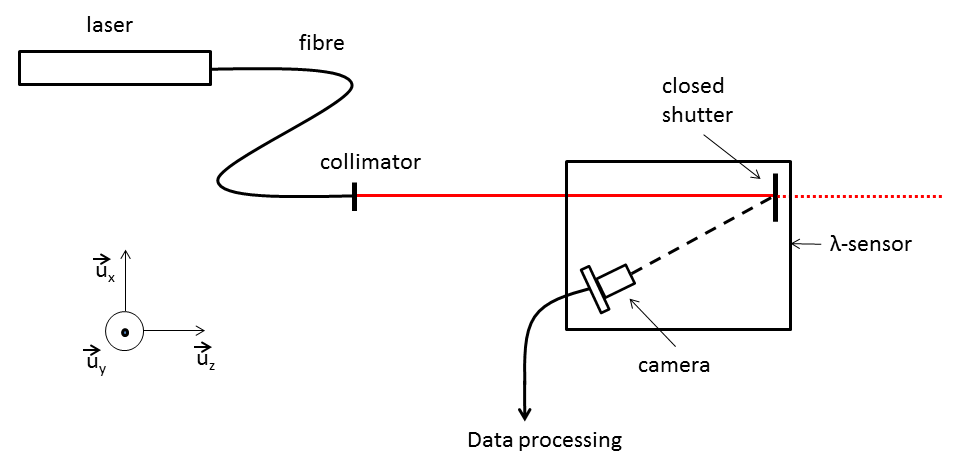 laser
fibre
closed
shutter
collimator
λ-sensor
u⃗x
u⃗y
u⃗z
camera
Data processing